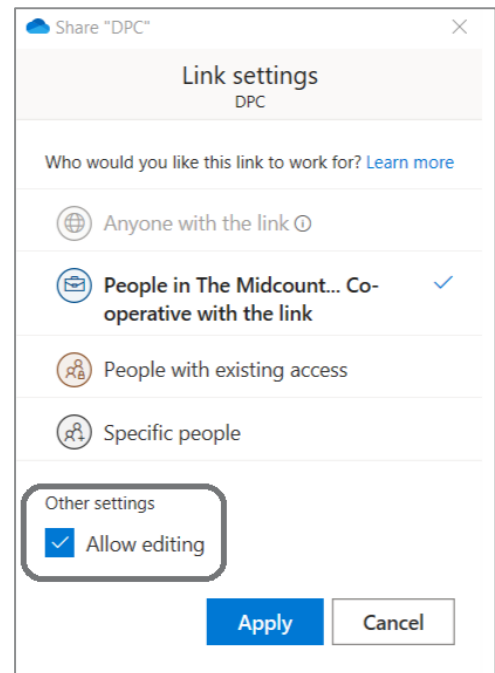 Share "DPC"
Link settings
DPC
Who would you like this link to work for? Learn more
Anyone with the link
People in The Midcount... Co-
operative with the link
People with existing access
Specific people
Other settings
Allow editing
Apply Cancel